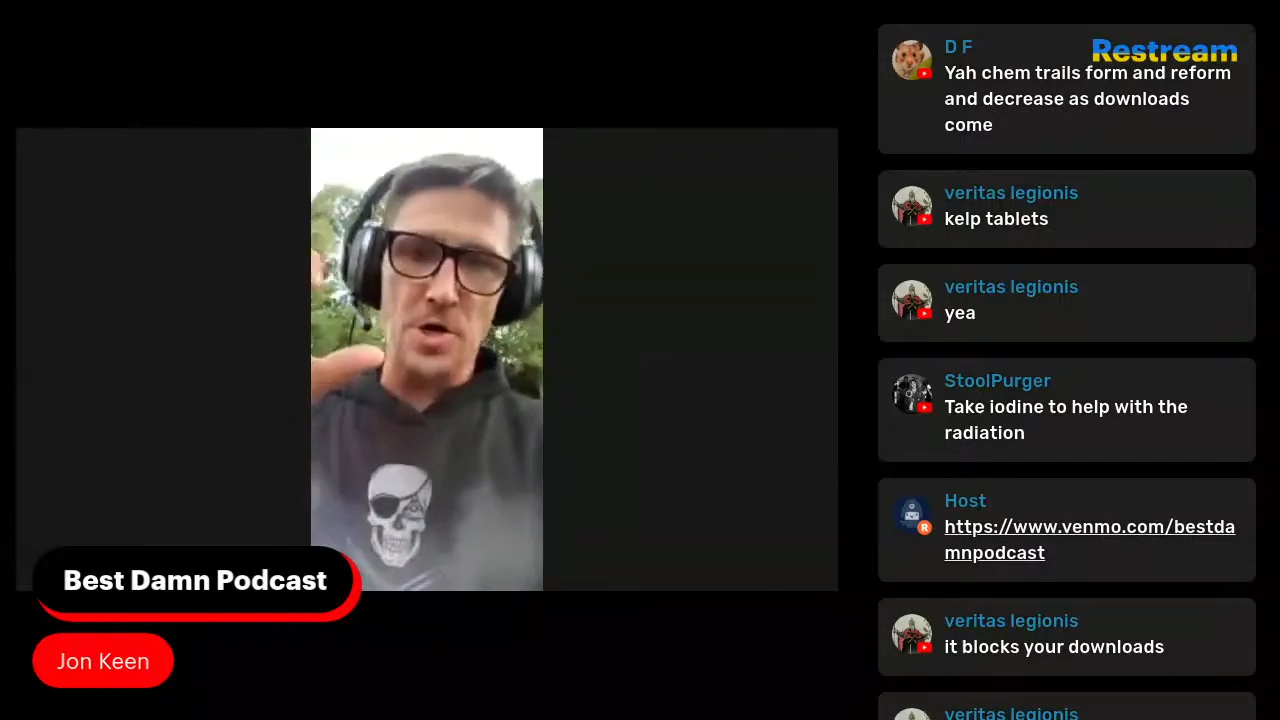 D F
Restream
Yah chem trails form and reform
and decrease as downloads
come
veritas legionis
kelp tablets
veritas legionis
yea
StoolPurger
Take iodine to help with the
radiation
Host
https://www.venmo.com/bestda
mnpodcast
veritas legionis
it blocks your downloads
veritas legionis
Best Damn Podcast
Jon Keen